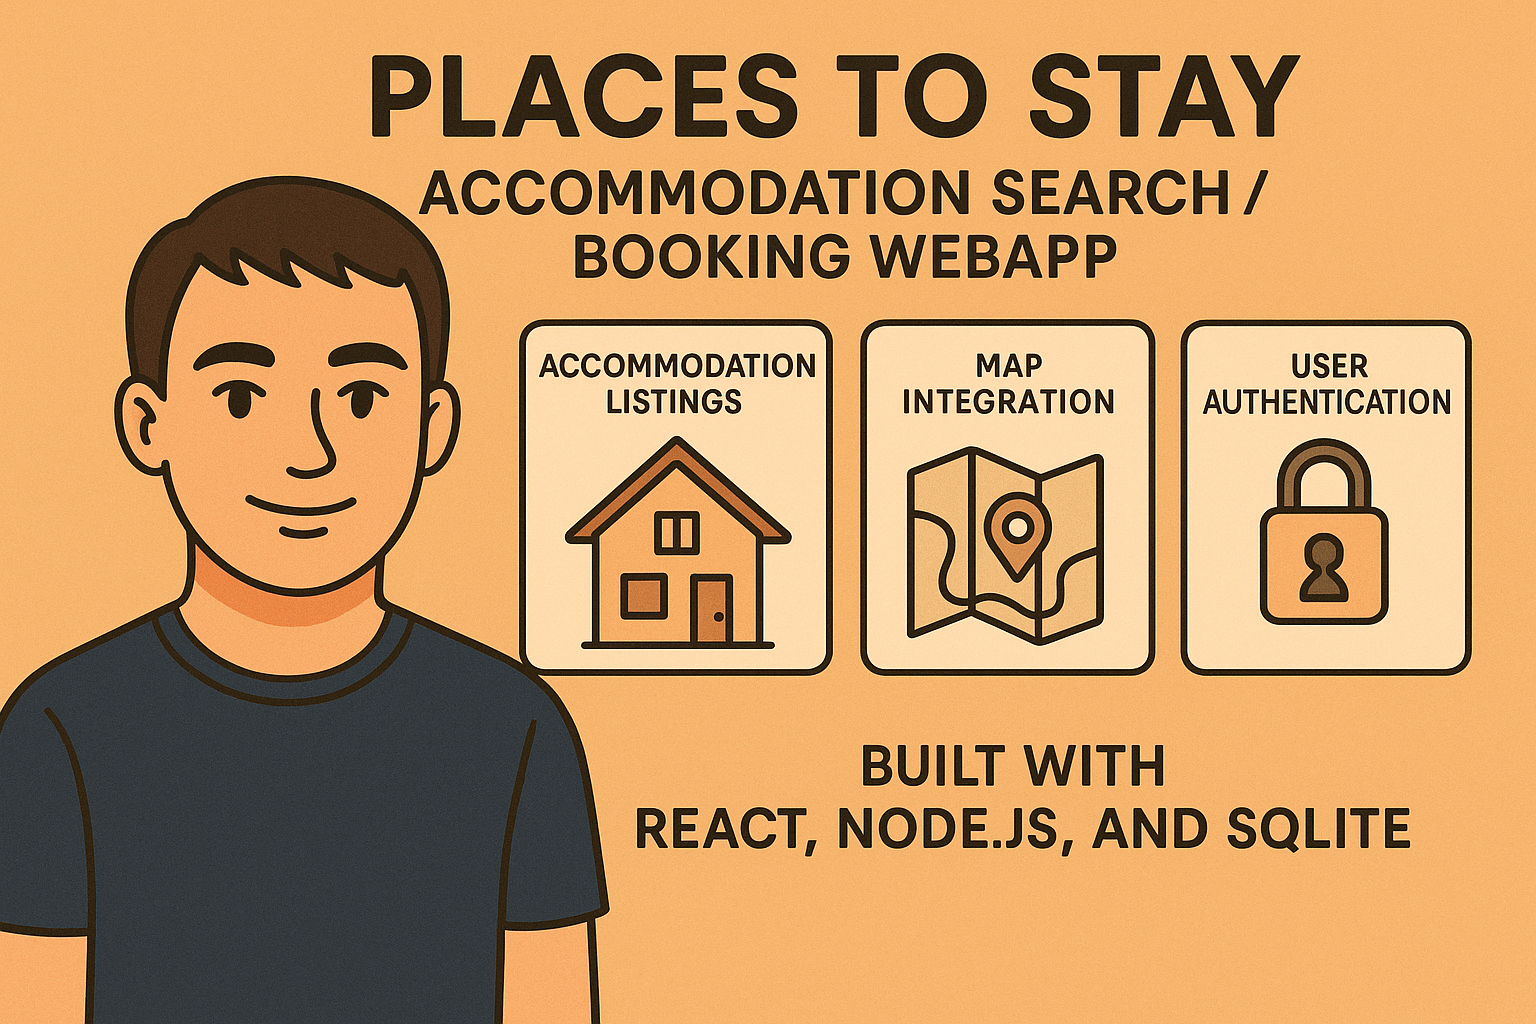 PLACES TO STAY
ACCOMMODATION SEARCH /
BOOKING WEBAPP
ACCOMMODATION
LISTINGS
MAP
INTEGRATION
USER
AUTHENTICATION
BUILT WITH
REACT, NODE.JS, AND SQLITE